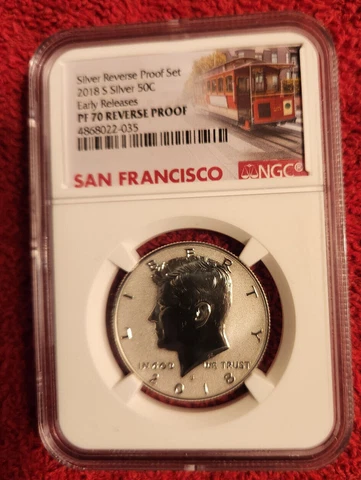 Silver Reverse Proof Set
2018 S Silver 50C
Early Releases
PF 70 REVERSE PROOF
4868022-035
SAN FRANCISCO
NGC
LIBERTY
IN GOD WE TRUST
2018